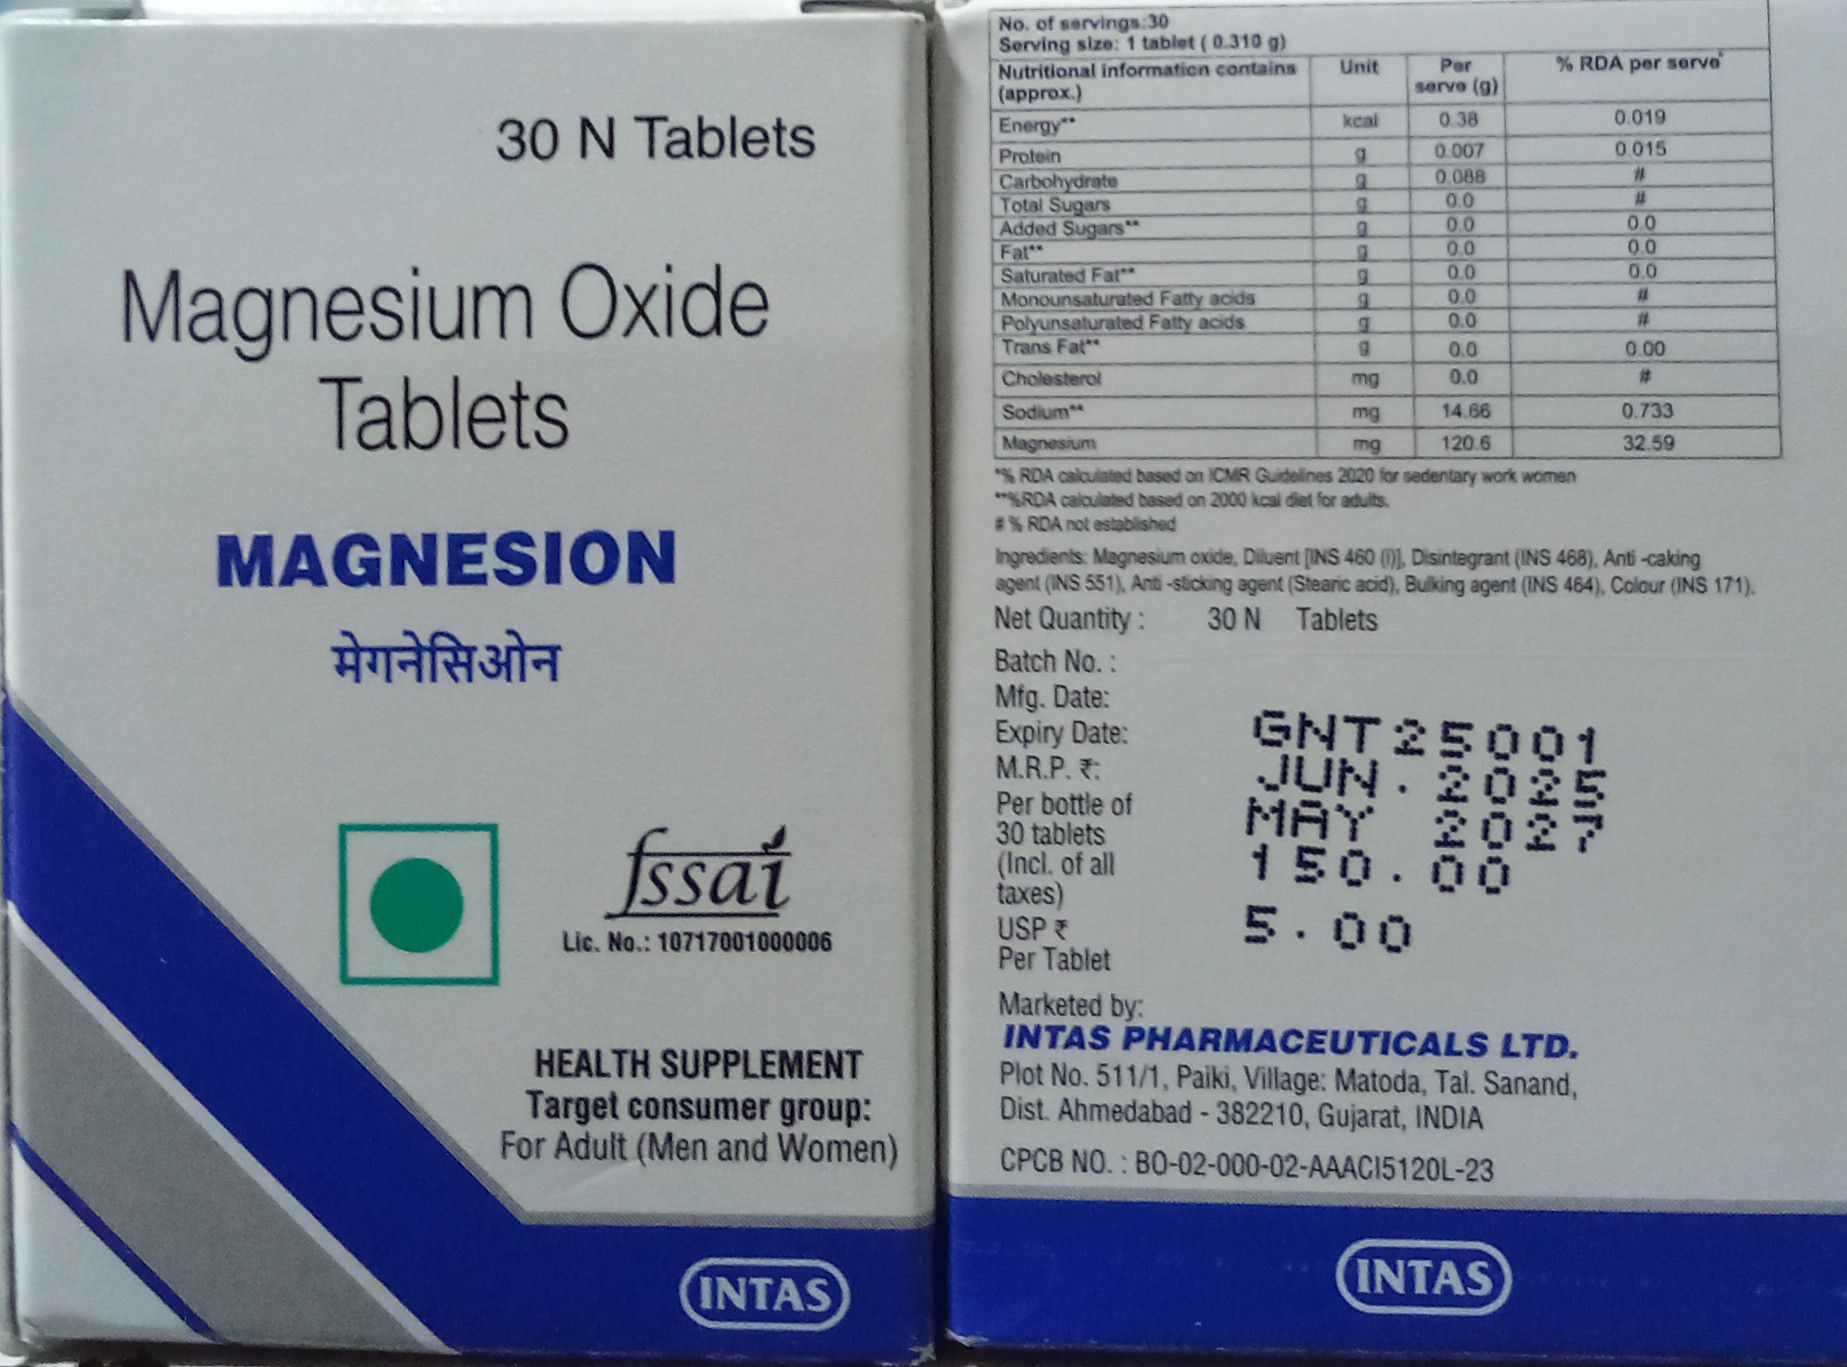 30 N Tablets
Magnesium Oxide
Tablets
MAGNESION
मेगनेसिओन
fssai
Lic. No.: 10717001000006
HEALTH SUPPLEMENT
Target consumer group:
For Adult (Men and Women)
INTAS
No. of servings:30
Serving size: 1 tablet ( 0.310 g)
Nutritional information contains (approx.) Unit Per serve (g) % RDA per serve*
Energy** kcal 0.38 0.019
Protein g 0.007 0.015
Carbohydrate g 0.088 #
Total Sugars g 0.0 #
Added Sugars** g 0.0 0.0
Fat** g 0.0 0.0
Saturated Fat** g 0.0 0.0
Monounsaturated Fatty acids g 0.0 #
Polyunsaturated Fatty acids g 0.0 #
Trans Fat** g 0.0 0.00
Cholesterol mg 0.0 #
Sodium** mg 14.66 0.733
Magnesium mg 120.6 32.59
*% RDA calculated based on ICMR Guidelines 2020 for sedentary work women
**%RDA calculated based on 2000 kcal diet for adults.
# % RDA not established
Ingredients: Magnesium oxide, Diluent [INS 460 (i)], Disintegrant (INS 468), Anti -caking
agent (INS 551), Anti -sticking agent (Stearic acid), Bulking agent (INS 464), Colour (INS 171).
Net Quantity : 30 N Tablets
Batch No. :
Mfg. Date:
Expiry Date: GNT25001
M.R.P. ₹: JUN.2025
Per bottle of MAY 2027
30 tablets
(Incl. of all 150.00
taxes)
USP ₹ 5.00
Per Tablet
Marketed by:
INTAS PHARMACEUTICALS LTD.
Plot No. 511/1, Paiki, Village: Matoda, Tal. Sanand,
Dist. Ahmedabad - 382210, Gujarat, INDIA
CPCB NO. : BO-02-000-02-AAACI5120L-23
INTAS